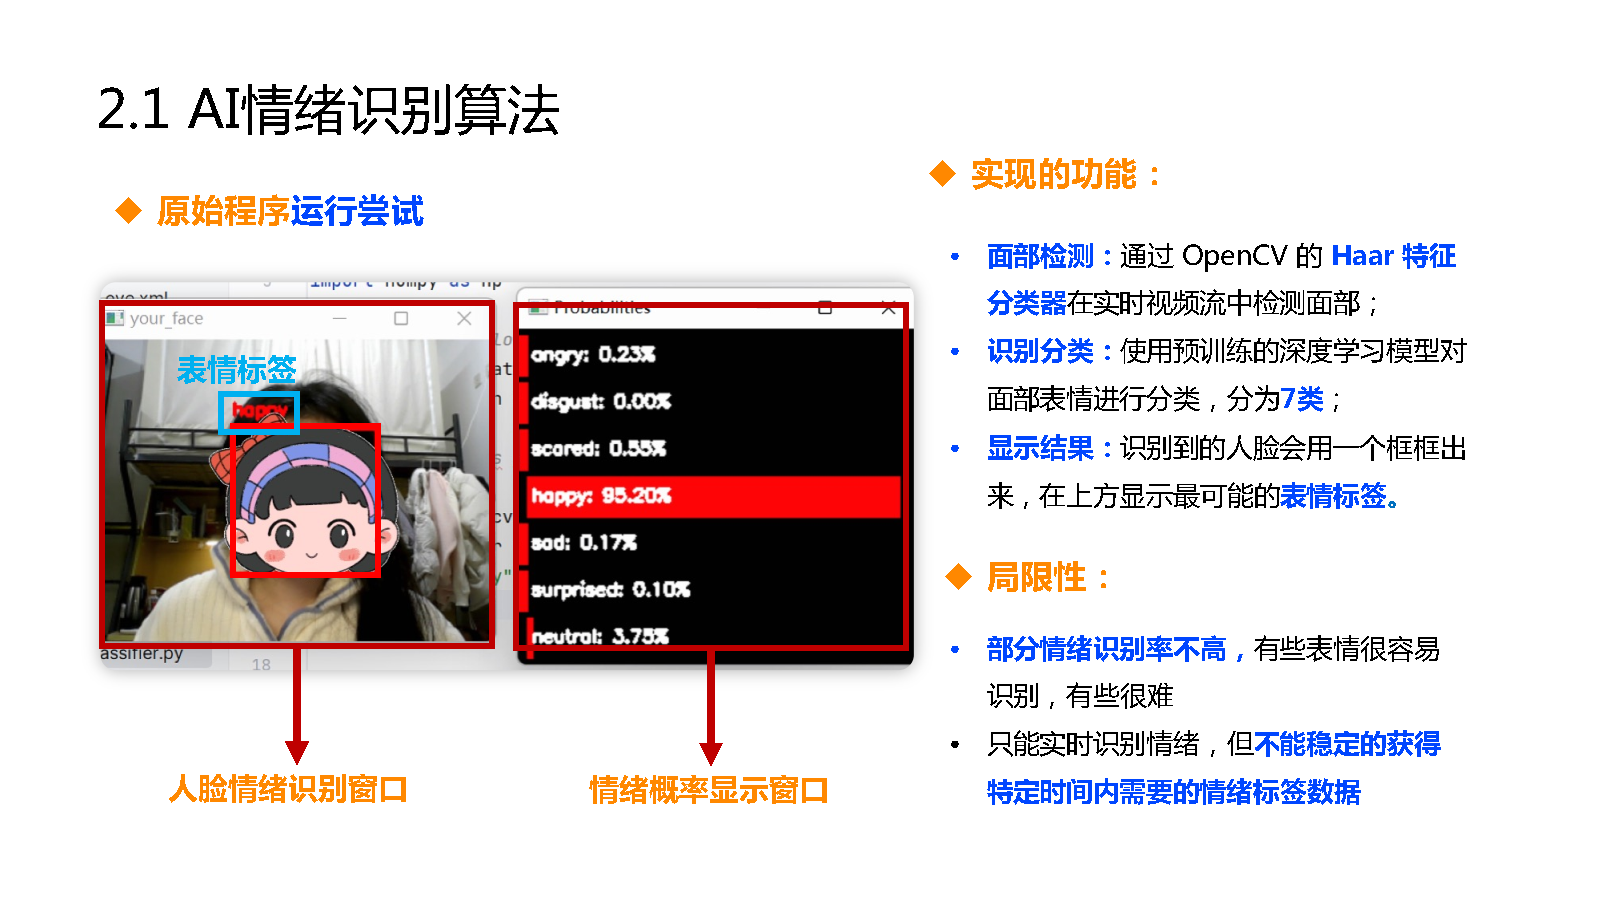 2.1 AI情绪识别算法
原始程序运行尝试
import numpy as np
eye.xml
your_face
表情标签
happy
assifier.py
18
Probabilities
angry: 0.23%
disgust: 0.00%
scared: 0.55%
happy: 95.20%
sad: 0.17%
surprised: 0.10%
neutral: 3.75%
人脸情绪识别窗口
情绪概率显示窗口
实现的功能：
• 面部检测：通过 OpenCV 的 Haar 特征
分类器在实时视频流中检测面部；
• 识别分类：使用预训练的深度学习模型对
面部表情进行分类，分为7类；
• 显示结果：识别到的人脸会用一个框框出
来，在上方显示最可能的表情标签。
局限性：
• 部分情绪识别率不高，有些表情很容易
识别，有些很难
• 只能实时识别情绪，但不能稳定的获得
特定时间内需要的情绪标签数据